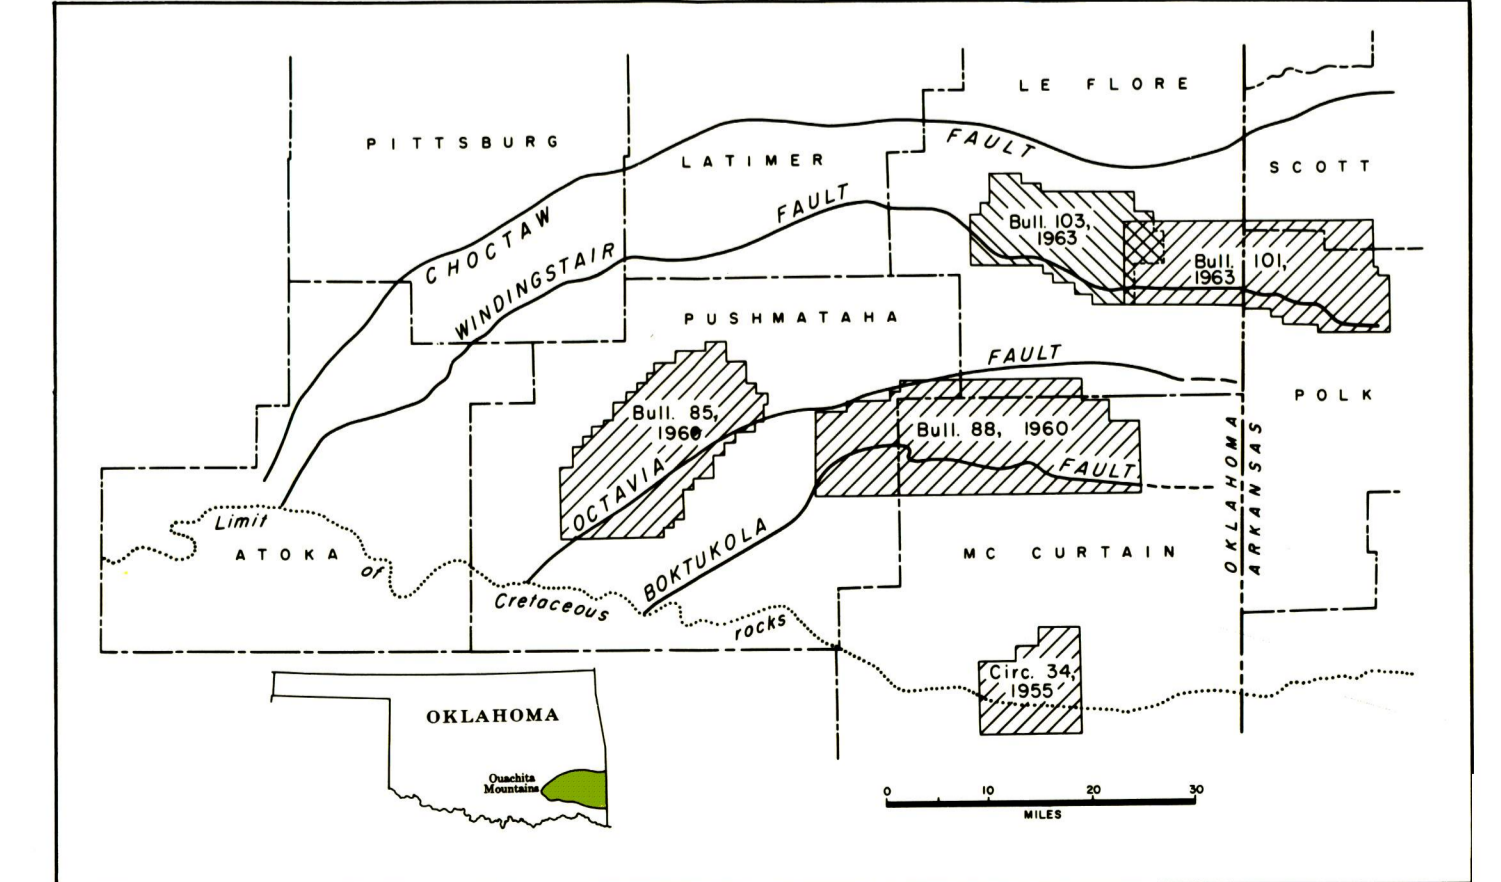 LE FLORE
PITTSBURG
FAULT
LATIMER
SCOTT
CHOCTAW
FAULT
Bull. 103,
1963
WINDINGSTAIR
Bull. 101,
1963
PUSHMATAHA
FAULT
POLK
Bull. 85,
1960
Bull. 88, 1960
OKLAHOMA
ARKANSAS
FAULT
OCTAVIA
Limit
ATOKA
of
BOKTUKOLA
MC CURTAIN
Cretaceous
rocks
Circ. 34,
1955
OKLAHOMA
Ouachita
Mountains
0 10 20 30
MILES